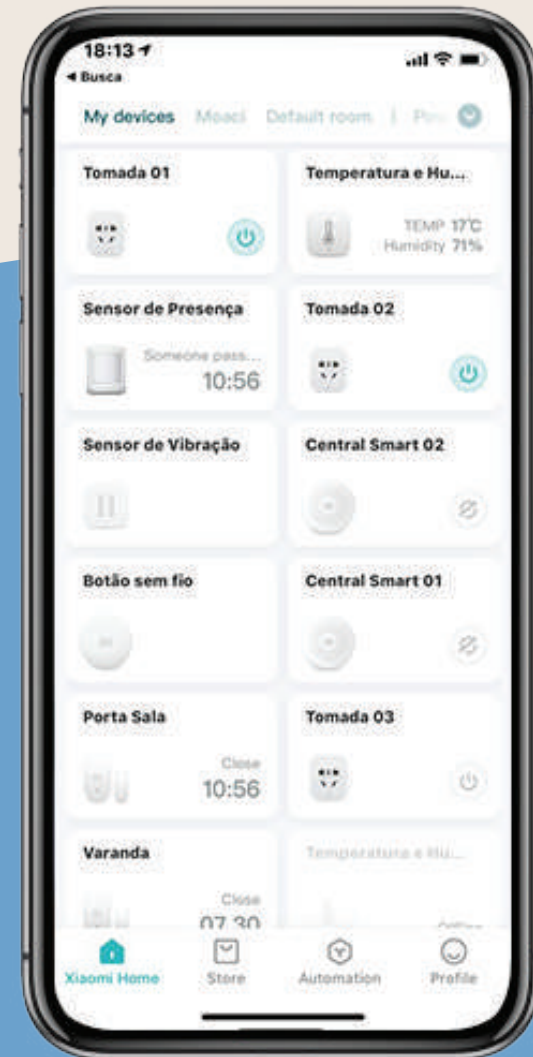 18:13
Busca
My devices Moaci Default room
Tomada 01
Temperatura e Hu...
TEMP 17°C
Humidity 71%
Sensor de Presença
Someone pass...
10:56
Tomada 02
Sensor de Vibração
Central Smart 02
Botão sem fio
Central Smart 01
Porta Sala
Close
10:56
Tomada 03
Varanda
Close
07.30
Temperatura e Hu...
Xiaomi Home Store Automation Profile